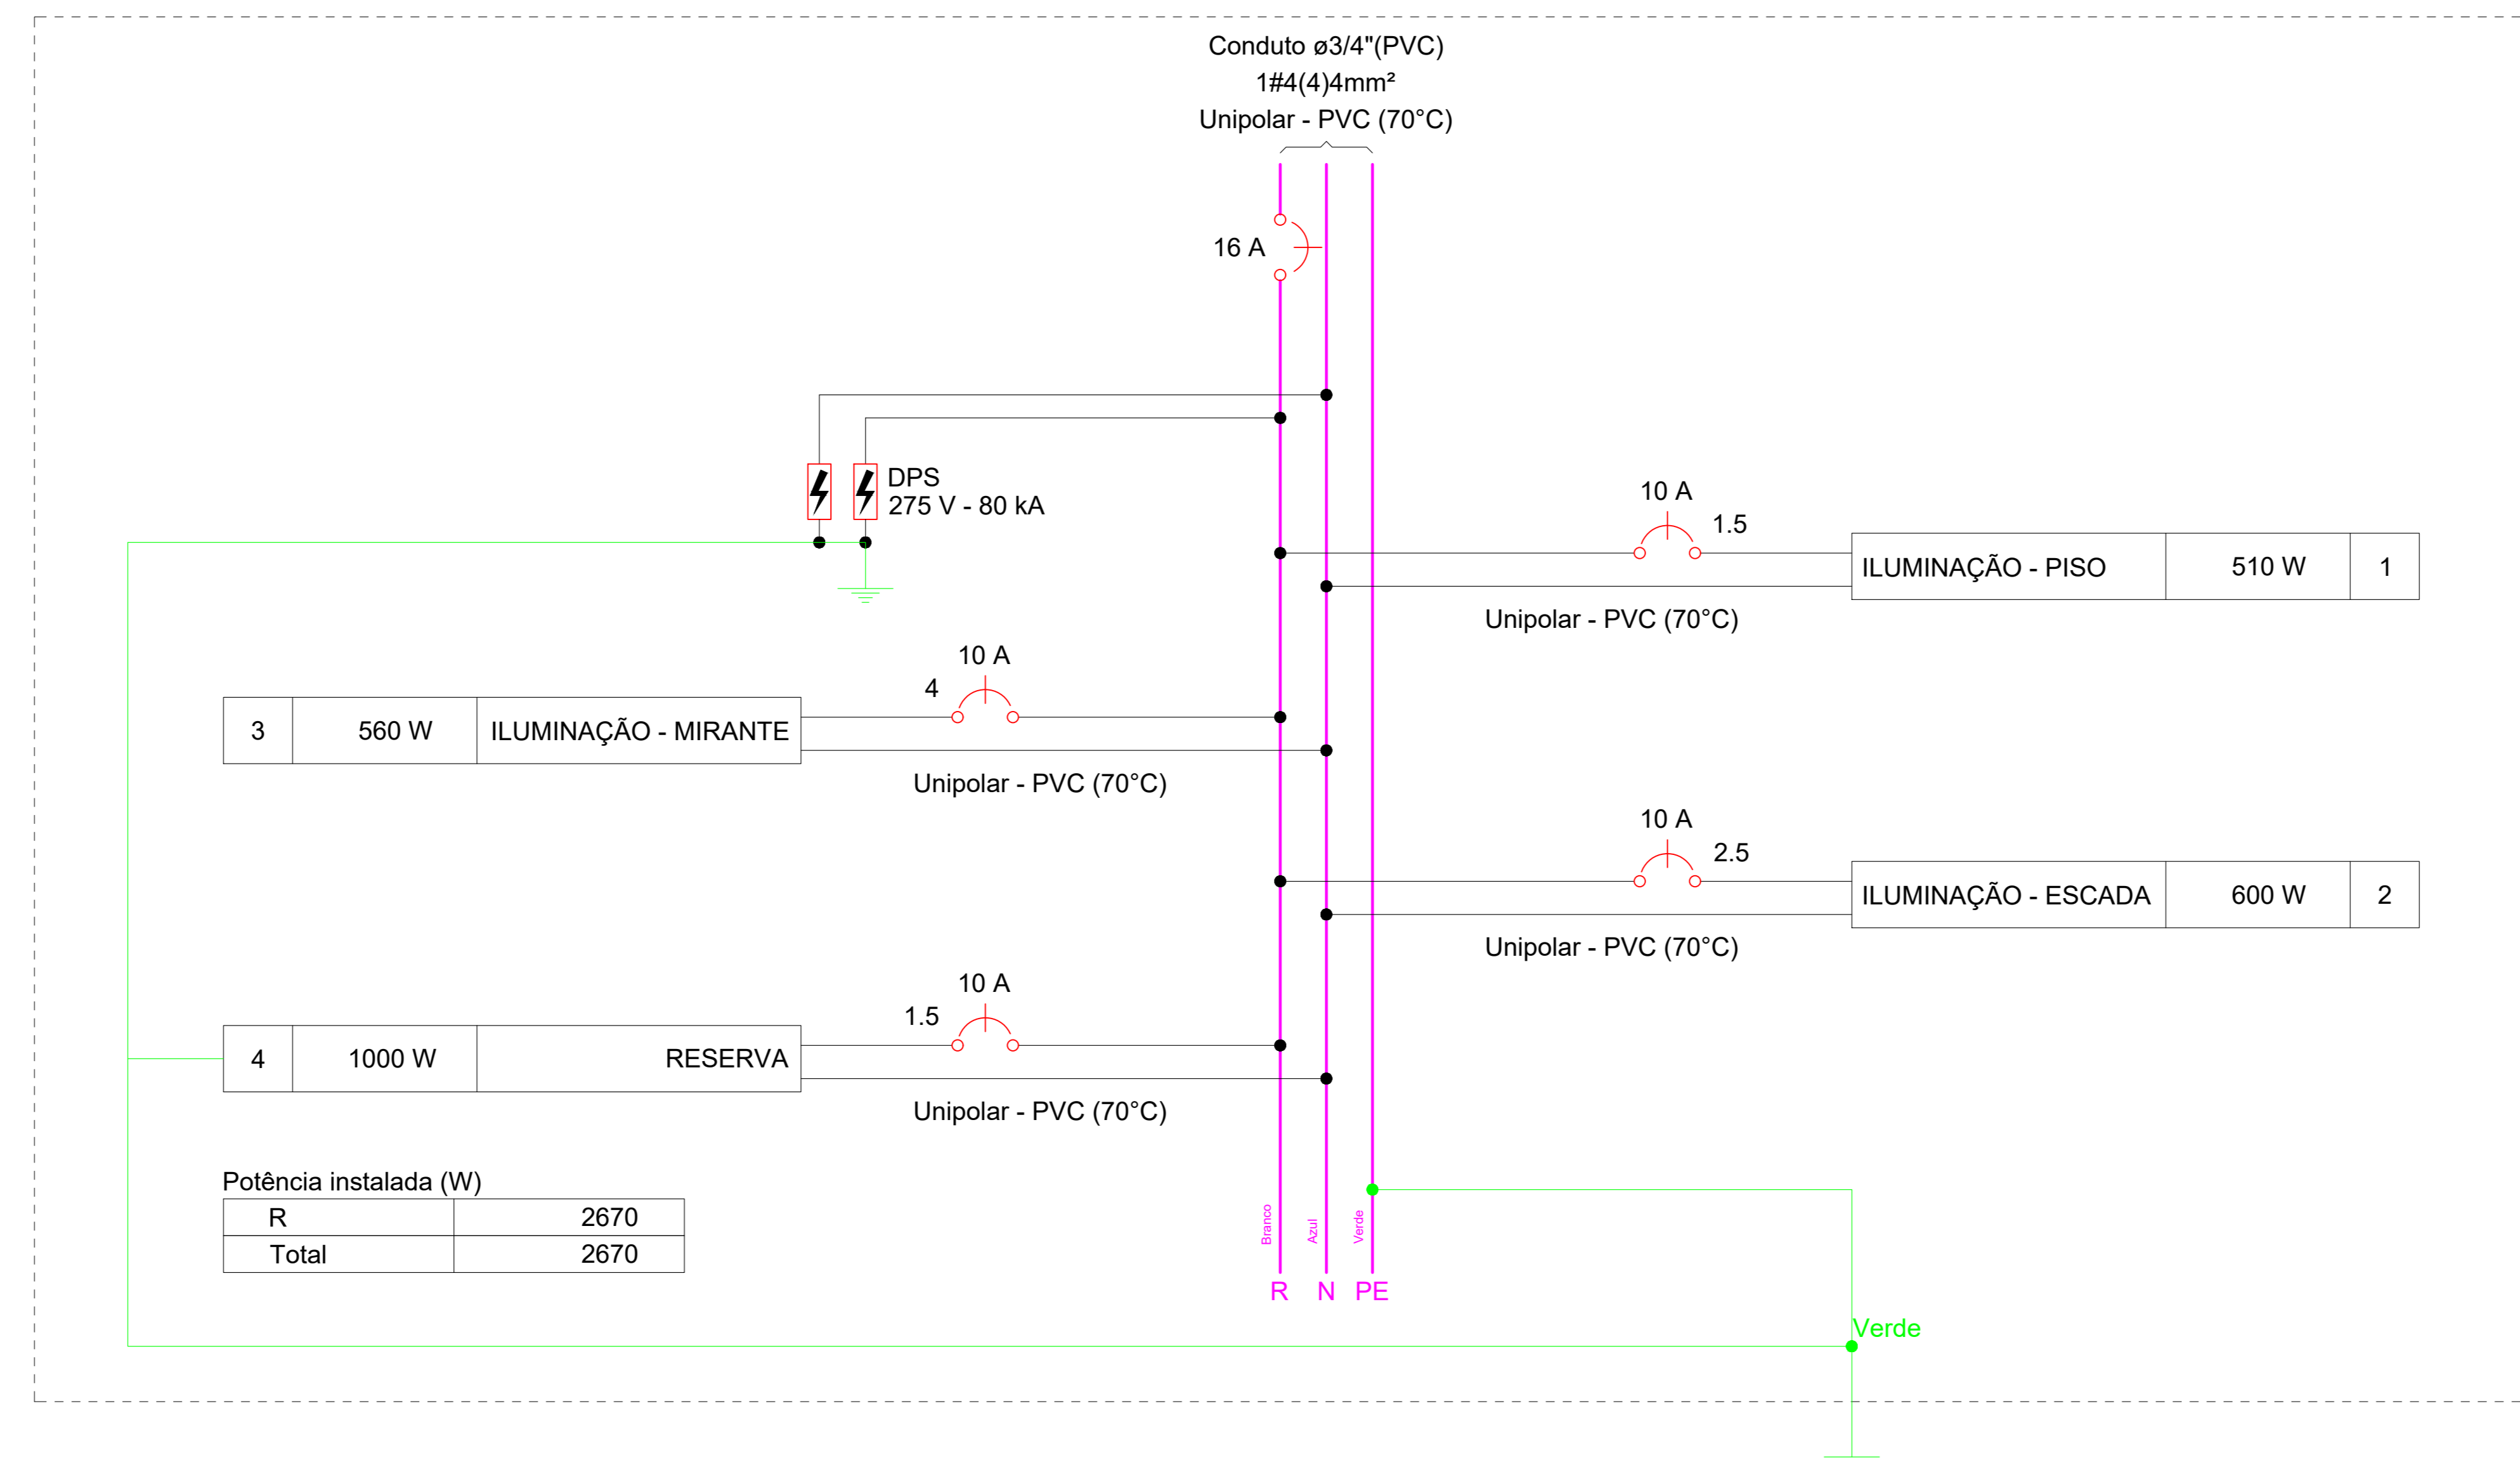 Conduto ø3/4"(PVC)
1#4(4)4mm²
Unipolar - PVC (70°C)
16 A
DPS
275 V - 80 kA
10 A
1.5
ILUMINAÇÃO - PISO 510 W 1
Unipolar - PVC (70°C)
10 A
4
3 560 W ILUMINAÇÃO - MIRANTE
Unipolar - PVC (70°C)
10 A
2.5
ILUMINAÇÃO - ESCADA 600 W 2
Unipolar - PVC (70°C)
10 A
1.5
4 1000 W RESERVA
Unipolar - PVC (70°C)
Potência instalada (W)
R 2670
Total 2670
Branco
Azul
Verde
R N PE
Verde